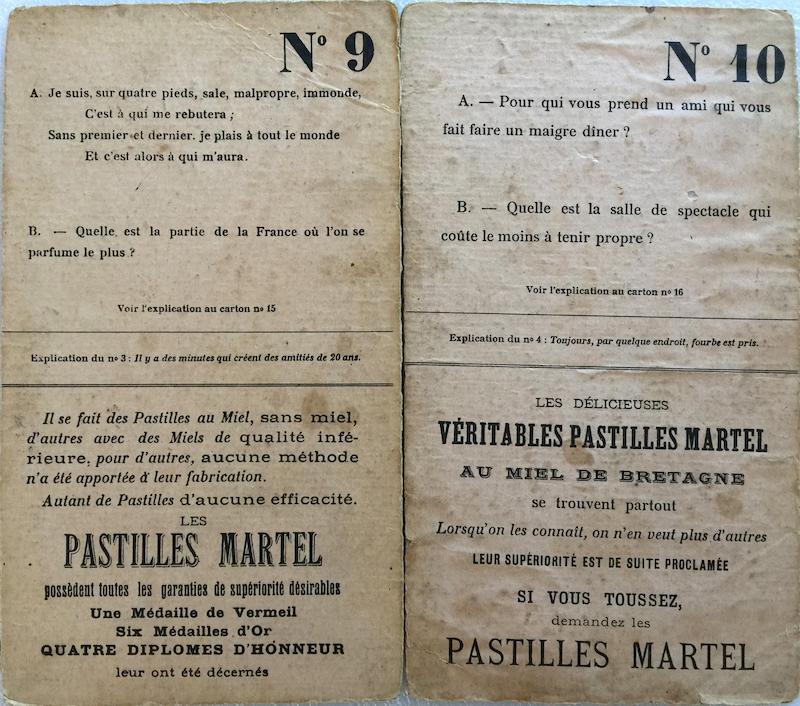 Nº 9
A. Je suis, sur quatre pieds, sale, malpropre, immonde,
C'est à qui me rebutera ;
Sans premier et dernier. je plais à tout le monde
Et c'est alors à qui m'aura.
B. — Quelle est la partie de la France où l'on se
parfume le plus ?
Voir l'explication au carton nº 15
Explication du nº 3 : Il y a des minutes qui créent des amitiés de 20 ans.
Il se fait des Pastilles au Miel, sans miel,
d'autres avec des Miels de qualité infé-
rieure, pour d'autres, aucune méthode
n'a été apportée à leur fabrication.
Autant de Pastilles d'aucune efficacité.
LES
PASTILLES MARTEL
possèdent toutes les garanties de supériorité désirables
Une Médaille de Vermeil
Six Médailles d'Or
QUATRE DIPLOMES D'HONNEUR
leur ont été décernés
Nº 10
A. — Pour qui vous prend un ami qui vous
fait faire un maigre dîner ?
B. — Quelle est la salle de spectacle qui
coûte le moins à tenir propre ?
Voir l'explication au carton nº 16
Explication du nº 4 : Toujours, par quelque endroit, fourbe est pris.
LES DÉLICIEUSES
VÉRITABLES PASTILLES MARTEL
AU MIEL DE BRETAGNE
se trouvent partout
Lorsqu'on les connaît, on n'en veut plus d'autres
LEUR SUPÉRIORITÉ EST DE SUITE PROCLAMÉE
SI VOUS TOUSSEZ,
demandez les
PASTILLES MARTEL